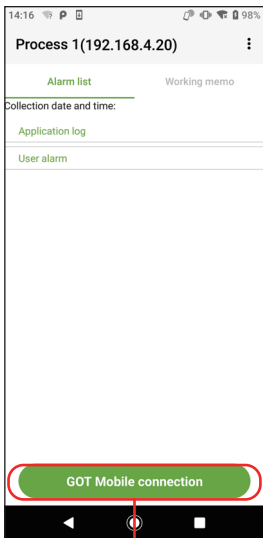 14:16 98%
Process 1(192.168.4.20)
Alarm list Working memo
Collection date and time:
Application log
User alarm
GOT Mobile connection